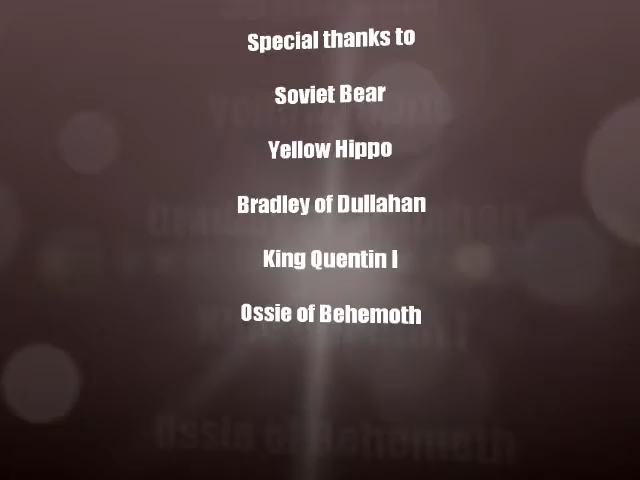 Special thanks to
Soviet Bear
Yellow Hippo
Bradley of Dullahan
King Quentin I
Ossie of Behemoth